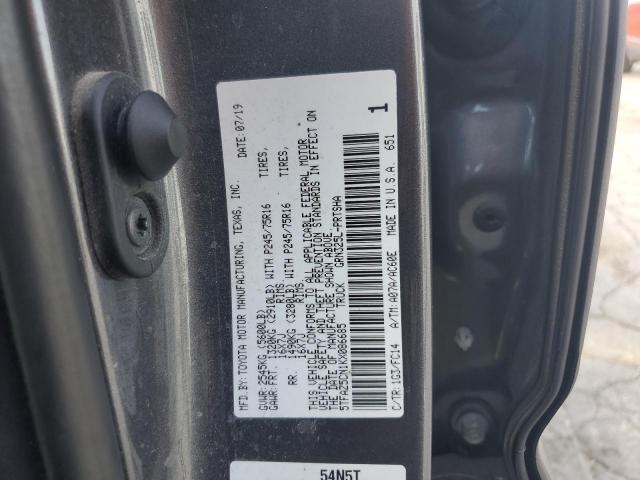 MFD.BY: TOYOTA MOTOR MANUFACTURING, TEXAS, INC. DATE: 07/19
GVWR: 2545KG (5600LB)
GAWR: FRT. 1320KG (2910LB) WITH P245/75R16 TIRES,
16X7J RIMS
RR. 1490KG (3280LB) WITH P245/75R16 TIRES,
16X7J RIMS
THIS VEHICLE CONFORMS TO ALL APPLICABLE FEDERAL MOTOR
VEHICLE SAFETY AND THEFT PREVENTION STANDARDS IN EFFECT ON
THE DATE OF MANUFACTURE SHOWN ABOVE.
5TFAZ5CN1KX086685 TRUCK GRN325L-PRTSHA
1
C/TR: 1G3/FC14 A/TM: A07A/AC60E MADE IN U.S.A. 651
54N5T